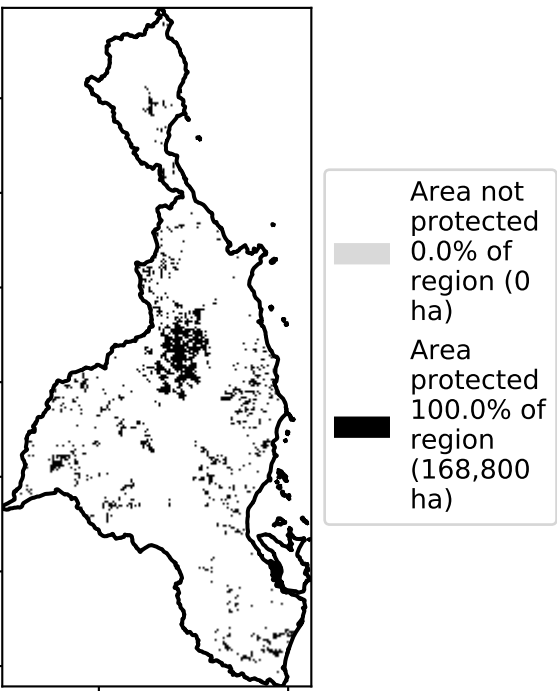 Area not
protected
0.0% of
region (0
ha)
Area
protected
100.0% of
region
(168,800
ha)